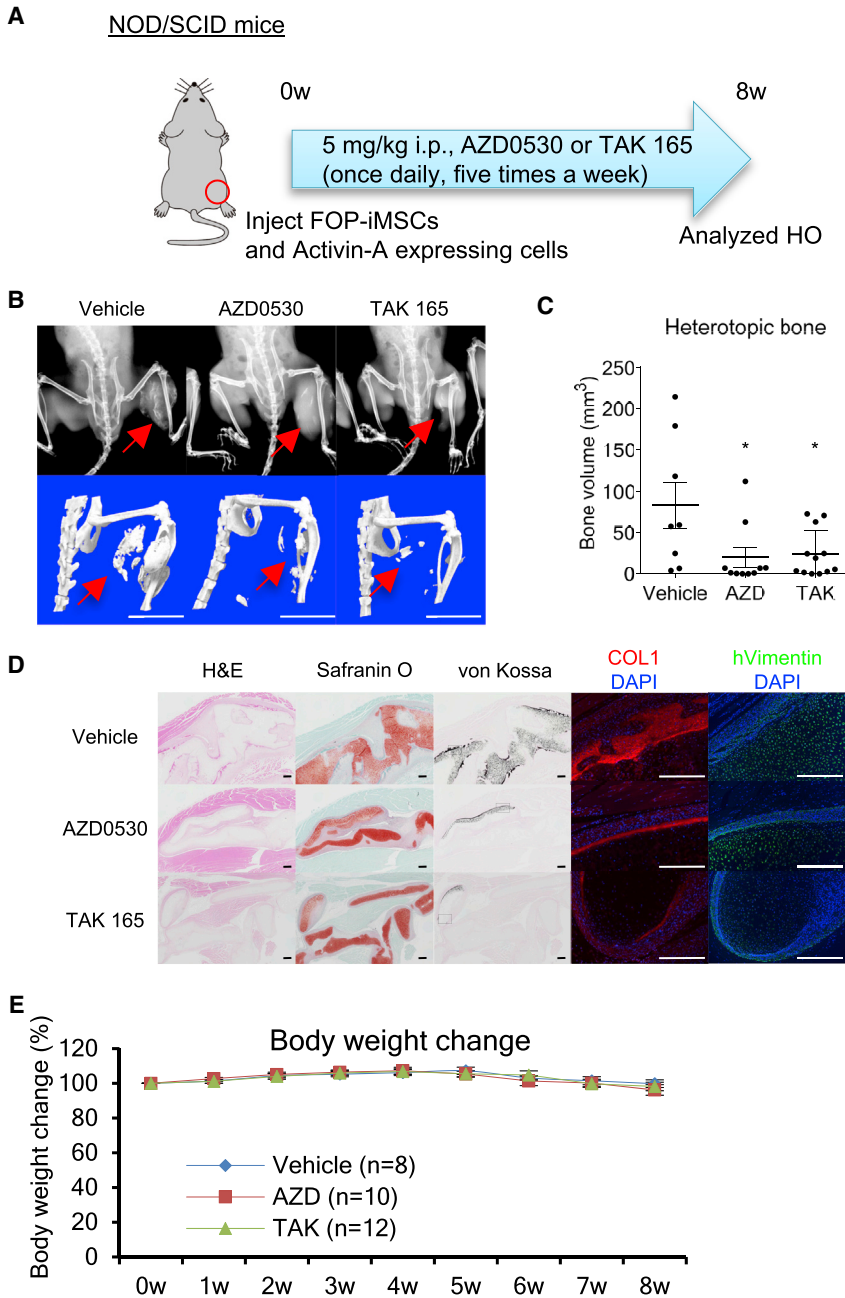 A
NOD/SCID mice
0w
8w
5 mg/kg i.p., AZD0530 or TAK 165
(once daily, five times a week)
Inject FOP-iMSCs
and Activin-A expressing cells
Analyzed HO
B
Vehicle
AZD0530
TAK 165
C
Heterotopic bone
Bone volume (mm³)
250
200
150
100
50
0
*
*
Vehicle
AZD
TAK
D
H&E
Safranin O
von Kossa
COL1
DAPI
hVimentin
DAPI
Vehicle
AZD0530
TAK 165
E
Body weight change
Body weight change (%)
120
100
80
60
40
20
0
Vehicle (n=8)
AZD (n=10)
TAK (n=12)
0w
1w
2w
3w
4w
5w
6w
7w
8w